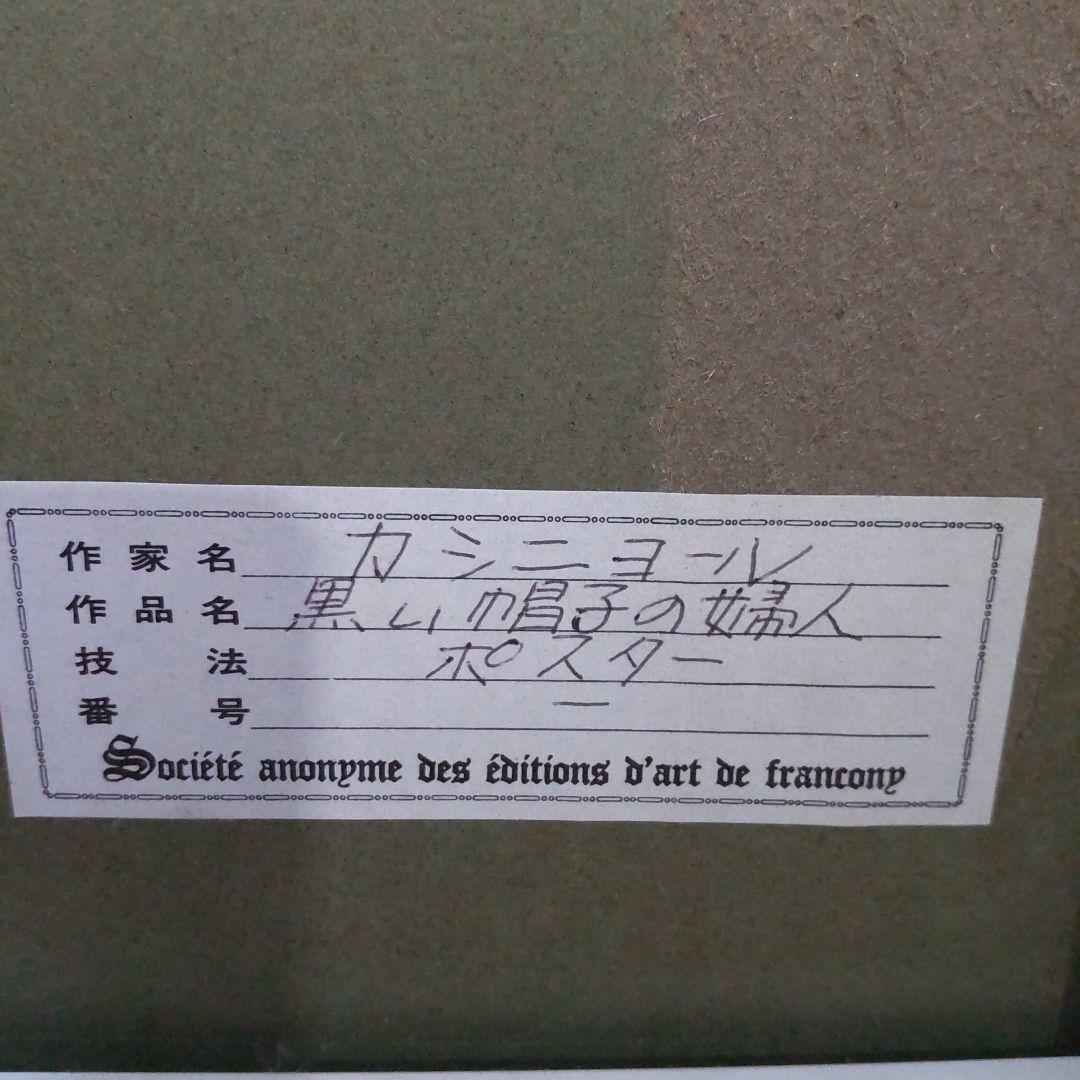 作家名 カシニョール
作品名 黒い帽子の婦人
技法 ポスター
番号 ー
Société anonyme des éditions d'art de francony